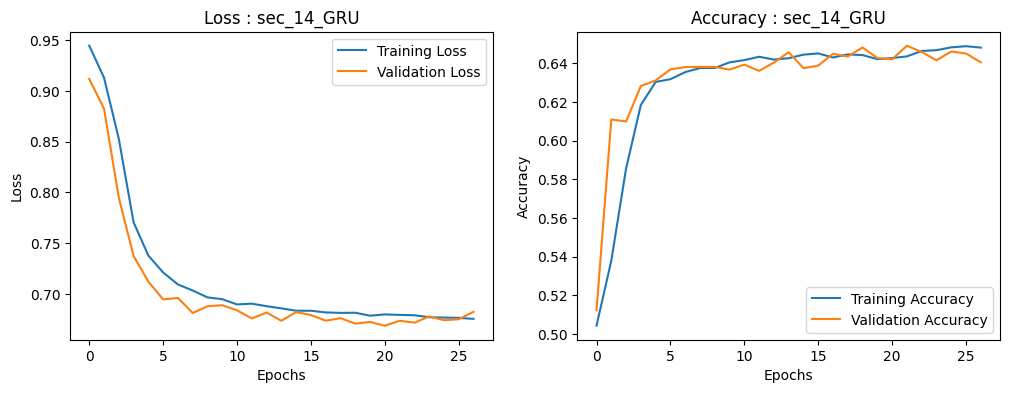 Loss : sec_14_GRU
0.95
0.90
0.85
0.80
0.75
0.70
Loss
0 5 10 15 20 25
Epochs
Training Loss
Validation Loss
Accuracy : sec_14_GRU
0.64
0.62
0.60
0.58
0.56
0.54
0.52
0.50
Accuracy
0 5 10 15 20 25
Epochs
Training Accuracy
Validation Accuracy